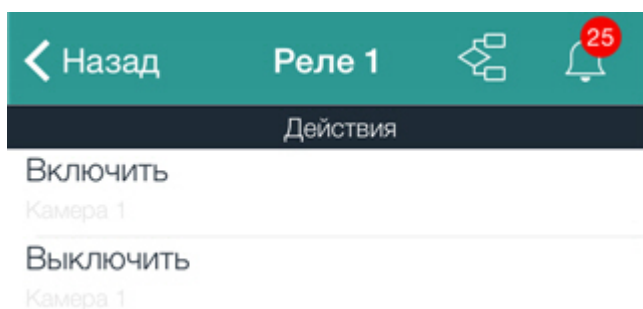 Назад Реле 1 25
Действия
Включить
Камера 1
Выключить
Камера 1